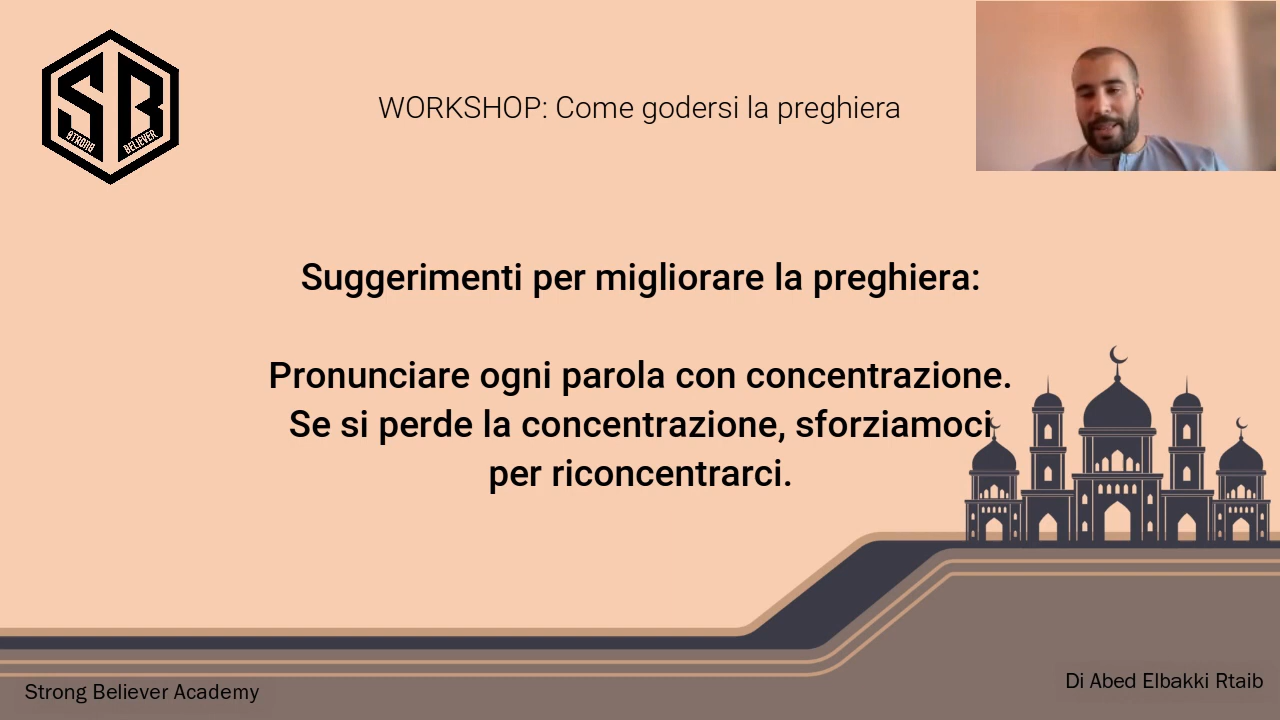 SB
STRONG BELIEVER
WORKSHOP: Come godersi la preghiera
Suggerimenti per migliorare la preghiera:
Pronunciare ogni parola con concentrazione.
Se si perde la concentrazione, sforziamoci
per riconcentrarci.
Strong Believer Academy
Di Abed Elbakki Rtaib